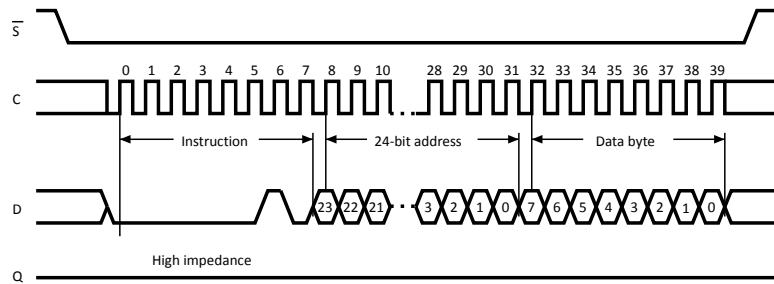 S
0 1 2 3 4 5 6 7 8 9 10 28 29 30 31 32 33 34 35 36 37 38 39
C
Instruction 24-bit address Data byte
D 23 22 21 3 2 1 0 7 6 5 4 3 2 1 0
High impedance
Q